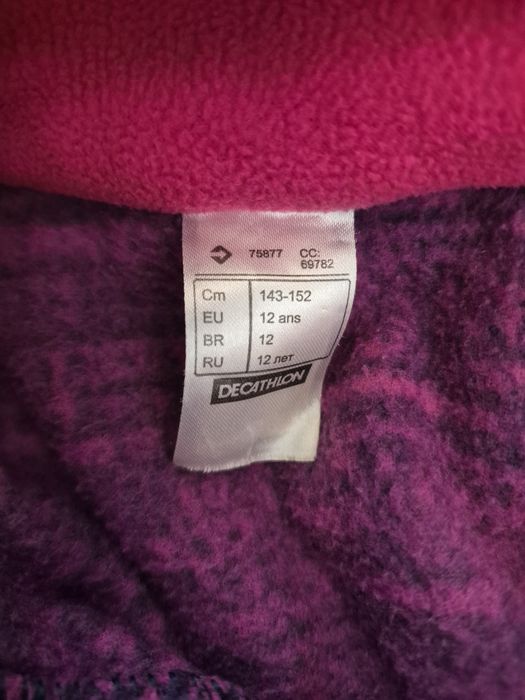 75877 CC:
69782
Cm 143-152
EU 12 ans
BR 12
RU 12 лет
DECATHLON